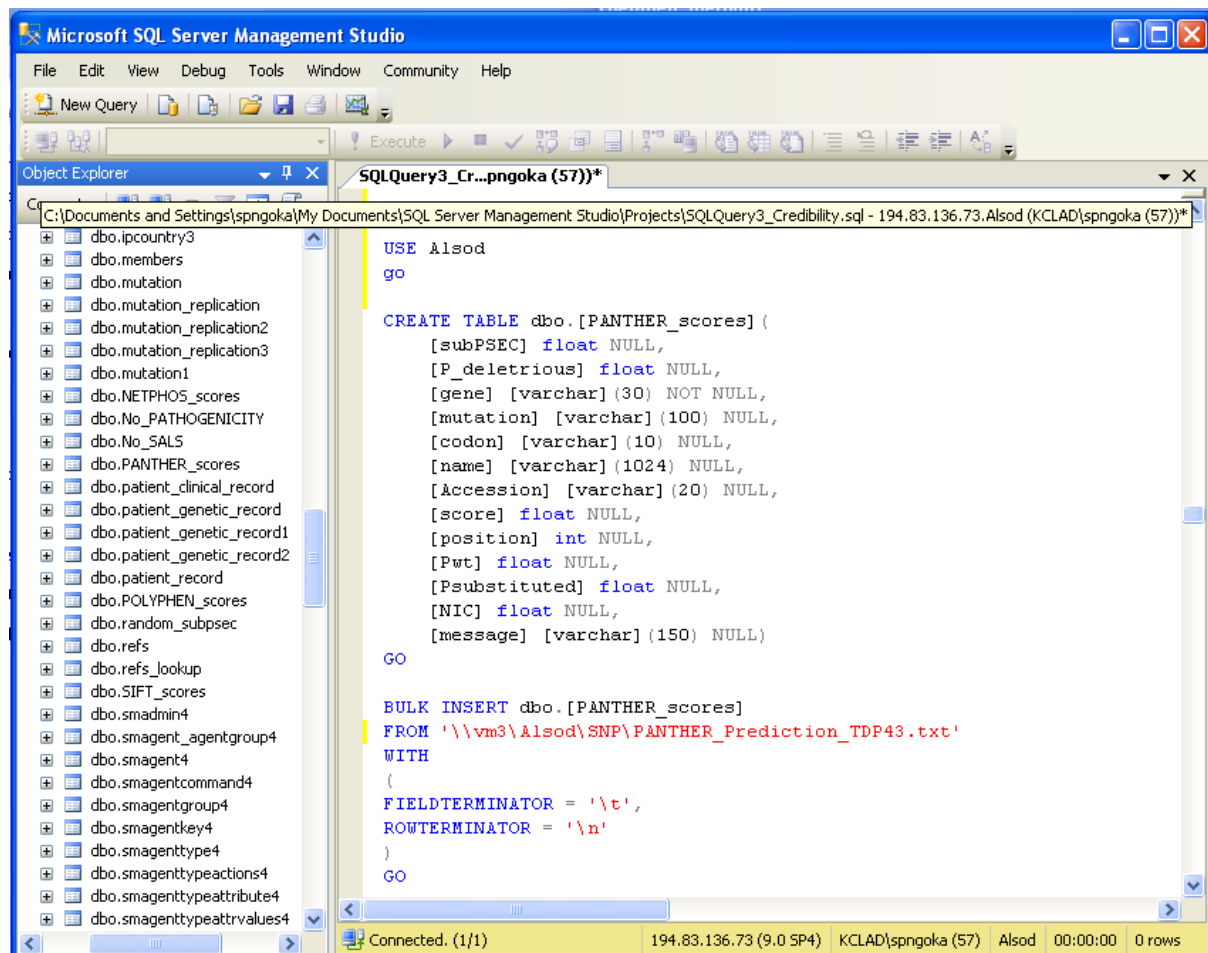 Microsoft SQL Server Management Studio
File Edit View Debug Tools Window Community Help
New Query
Execute
Object Explorer
SQLQuery3_Cr...pngoka (57))*
C:\Documents and Settings\spngoka\My Documents\SQL Server Management Studio\Projects\SQLQuery3_Credibility.sql - 194.83.136.73.Alsod (KCLAD\spngoka (57))*
dbo.ipcountry3
dbo.members
dbo.mutation
dbo.mutation_replication
dbo.mutation_replication2
dbo.mutation_replication3
dbo.mutation1
dbo.NETPHOS_scores
dbo.No_PATHOGENICITY
dbo.No_SALS
dbo.PANTHER_scores
dbo.patient_clinical_record
dbo.patient_genetic_record
dbo.patient_genetic_record1
dbo.patient_genetic_record2
dbo.patient_record
dbo.POLYPHEN_scores
dbo.random_subpsec
dbo.refs
dbo.refs_lookup
dbo.SIFT_scores
dbo.smadmin4
dbo.smagent_agentgroup4
dbo.smagent4
dbo.smagentcommand4
dbo.smagentgroup4
dbo.smagentkey4
dbo.smagenttype4
dbo.smagenttypeactions4
dbo.smagenttypeattribute4
dbo.smagenttypeattrvalues4
USE Alsod
go
CREATE TABLE dbo.[PANTHER_scores](
[subPSEC] float NULL,
[P_deletrious] float NULL,
[gene] [varchar](30) NOT NULL,
[mutation] [varchar](100) NULL,
[codon] [varchar](10) NULL,
[name] [varchar](1024) NULL,
[Accession] [varchar](20) NULL,
[score] float NULL,
[position] int NULL,
[Pwt] float NULL,
[Psubstituted] float NULL,
[NIC] float NULL,
[message] [varchar](150) NULL)
GO
BULK INSERT dbo.[PANTHER_scores]
FROM '\\vm3\Alsod\SNP\PANTHER_Prediction_TDP43.txt'
WITH
(
FIELDTERMINATOR = '\t',
ROWTERMINATOR = '\n'
)
GO
Connected. (1/1) 194.83.136.73 (9.0 SP4) KCLAD\spngoka (57) Alsod 00:00:00 0 rows